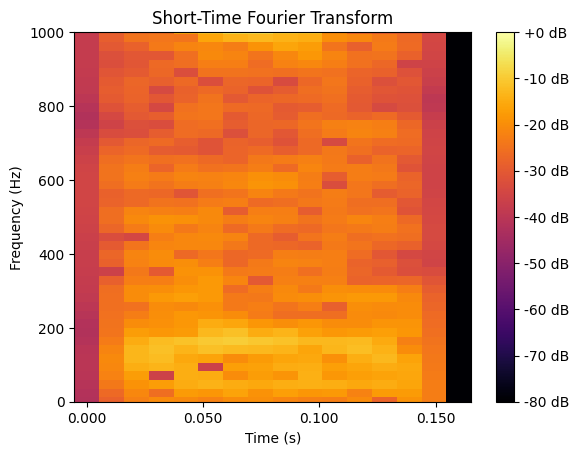 Short-Time Fourier Transform
1000
800
600
400
200
0
Frequency (Hz)
0.000
0.050
0.100
0.150
Time (s)
+0 dB
-10 dB
-20 dB
-30 dB
-40 dB
-50 dB
-60 dB
-70 dB
-80 dB